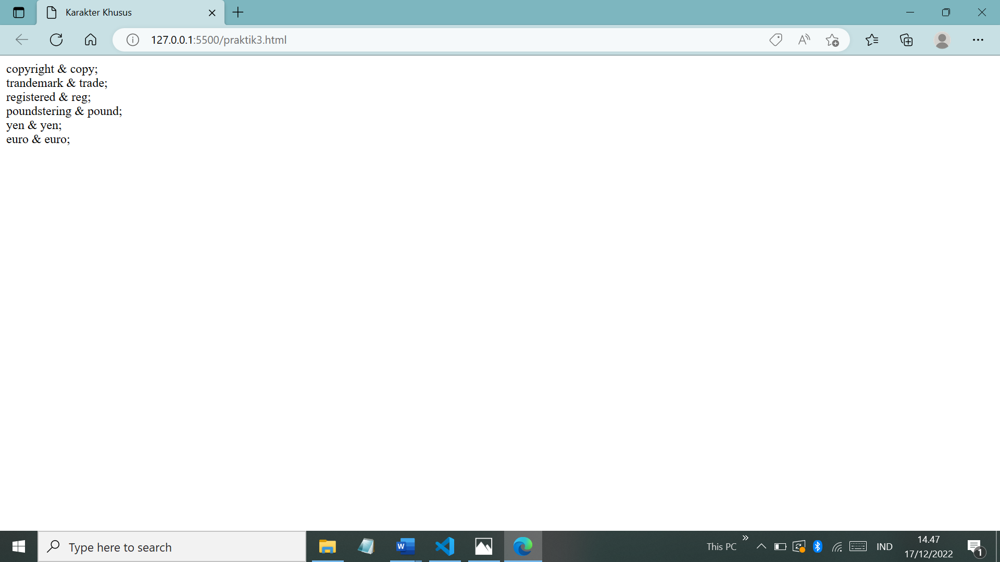 Karakter Khusus
127.0.0.1:5500/praktik3.html
copyright & copy;
trandemark & trade;
registered & reg;
poundstering & pound;
yen & yen;
euro & euro;
Type here to search
This PC
IND
14.47
17/12/2022
1